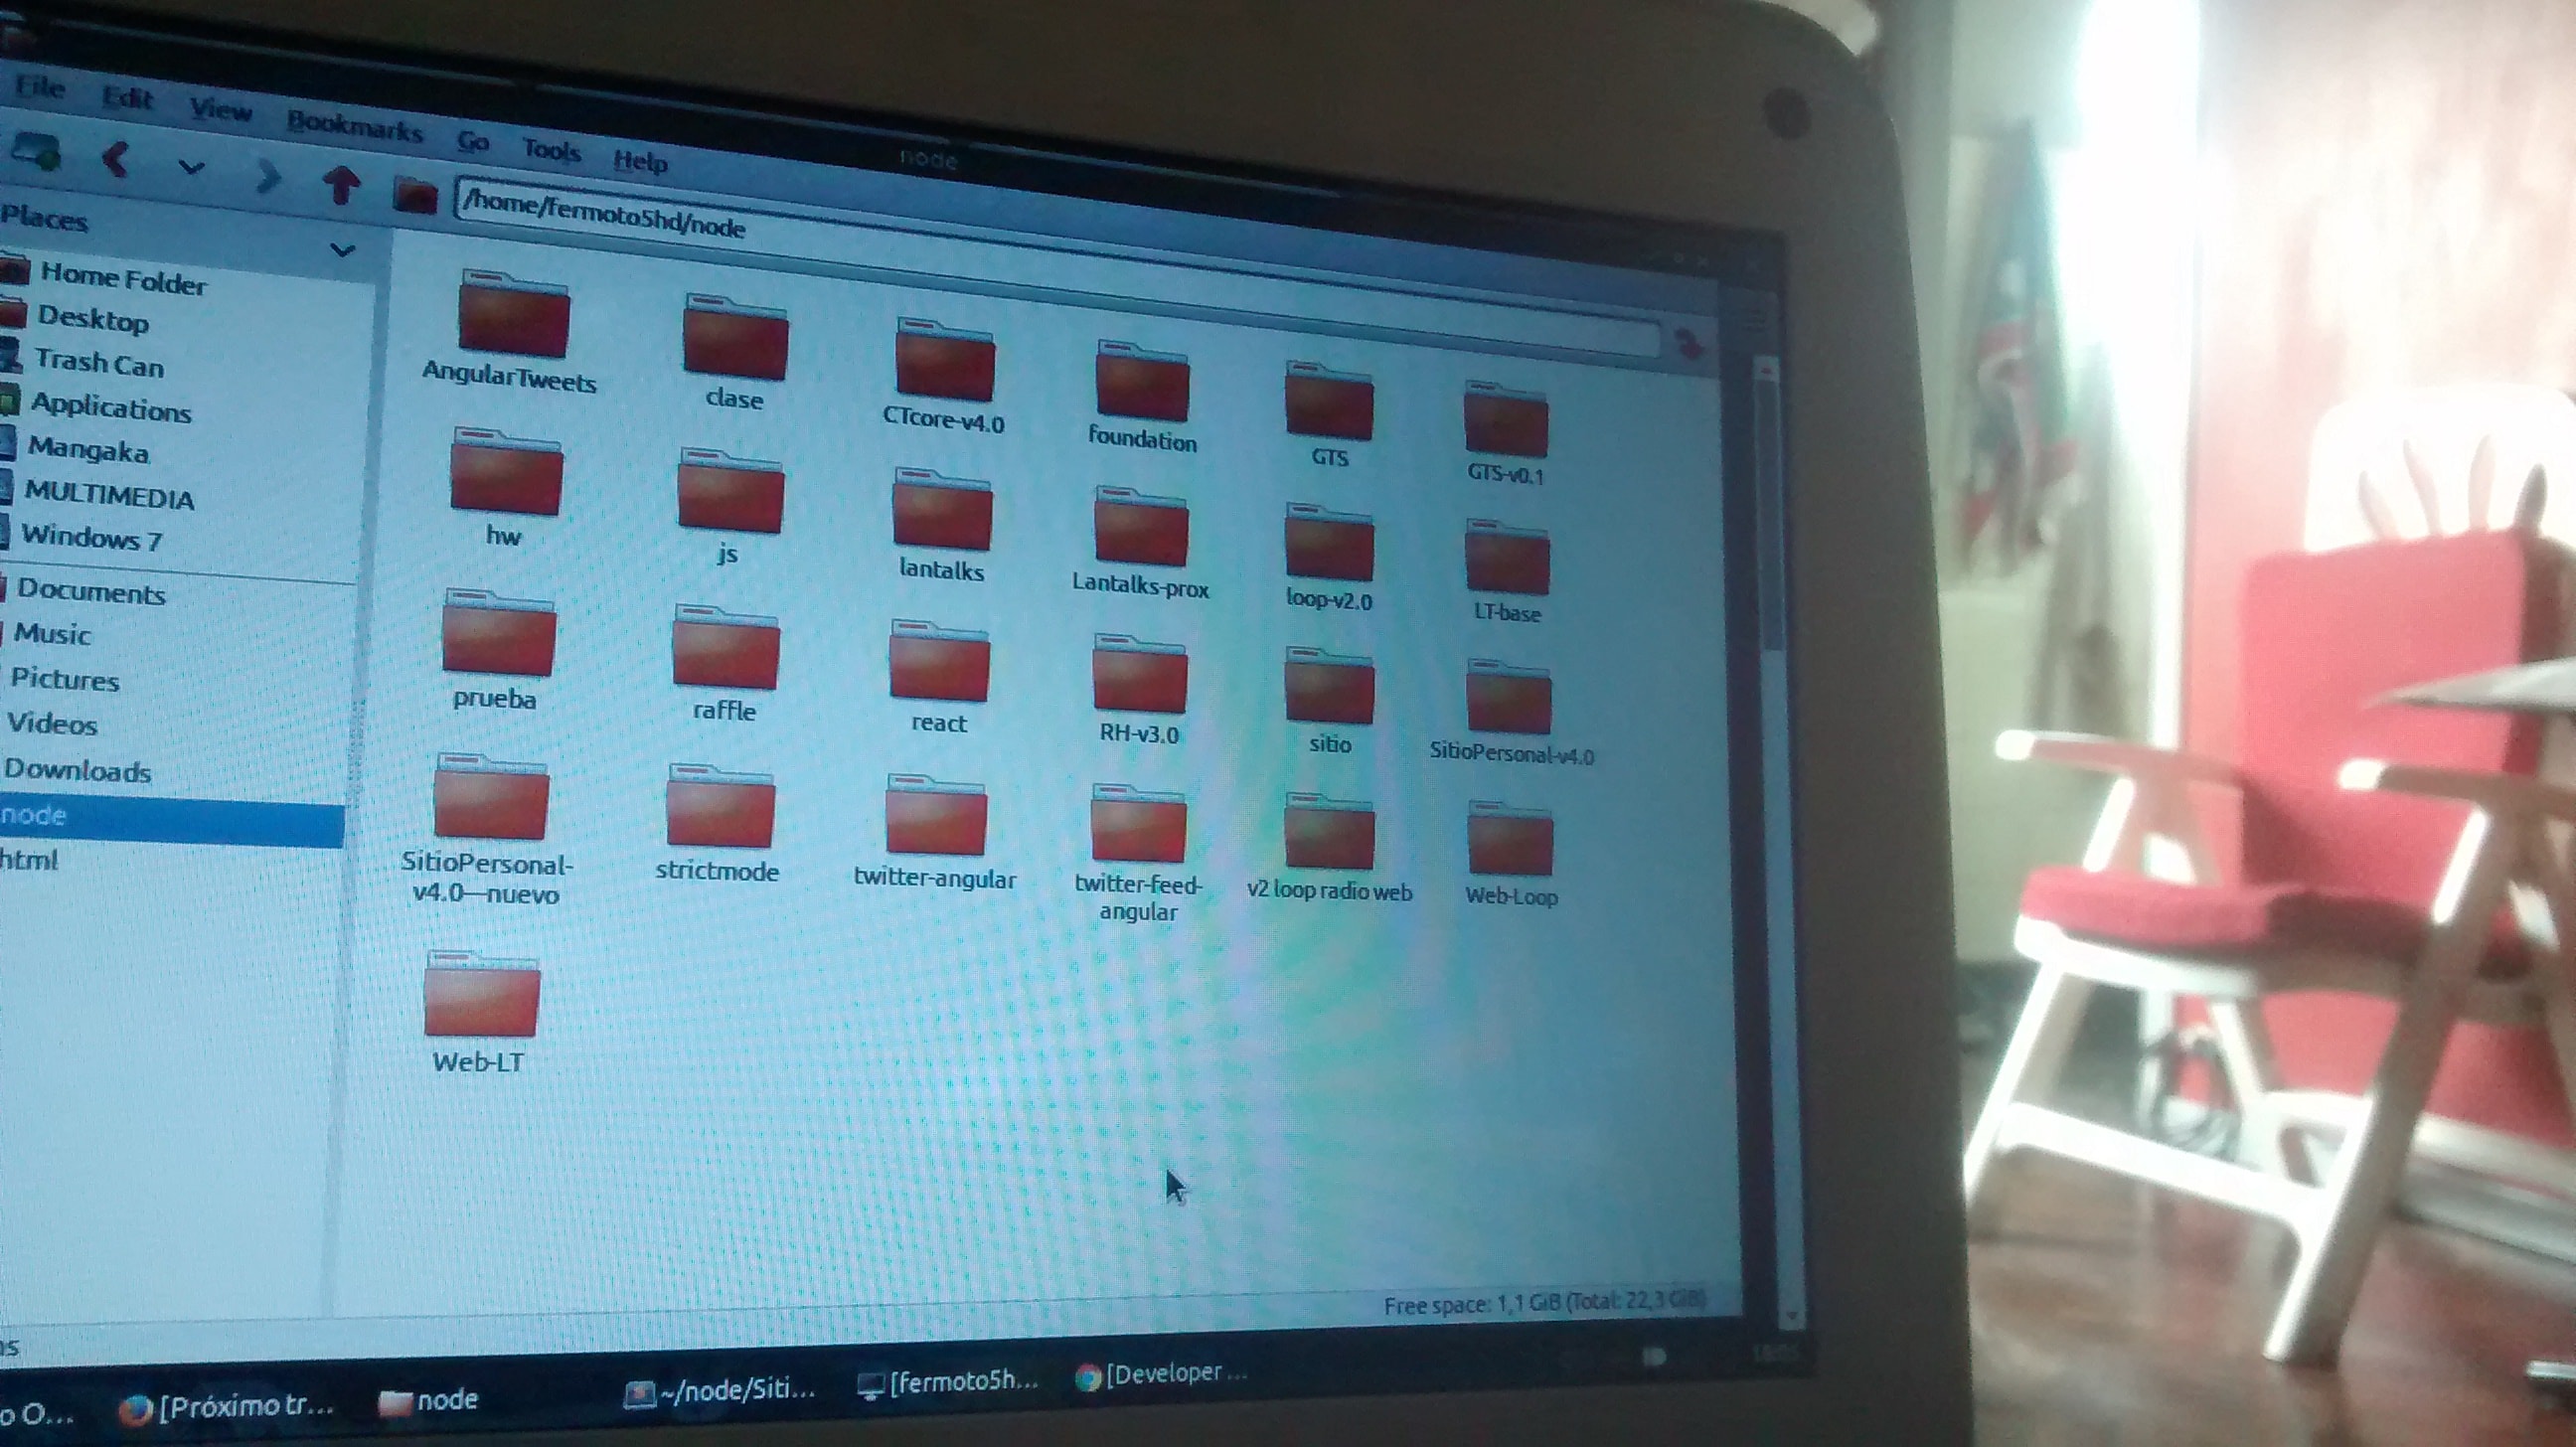 node
File Edit View Bookmarks Go Tools Help
/home/fermoto5hd/node
Places
Home Folder
Desktop
Trash Can
Applications
Mangaka
MULTIMEDIA
Windows 7
Documents
Music
Pictures
Videos
Downloads
node
html
AngularTweets clase CTcore-v4.0 foundation GTS GTS-v0.1
hw js lantalks Lantalks-prox loop-v2.0 LT-base
prueba raffle react RH-v3.0 sitio SitioPersonal-v4.0
SitioPersonal-
v4.0—nuevo
strictmode twitter-angular
twitter-feed-
angular
v2 loop radio web Web-Loop
Web-LT
Free space: 1,1 GiB (Total: 22,3 GiB)
o O... [Próximo tr... node ~/node/Siti... [fermoto5h... [Developer ...